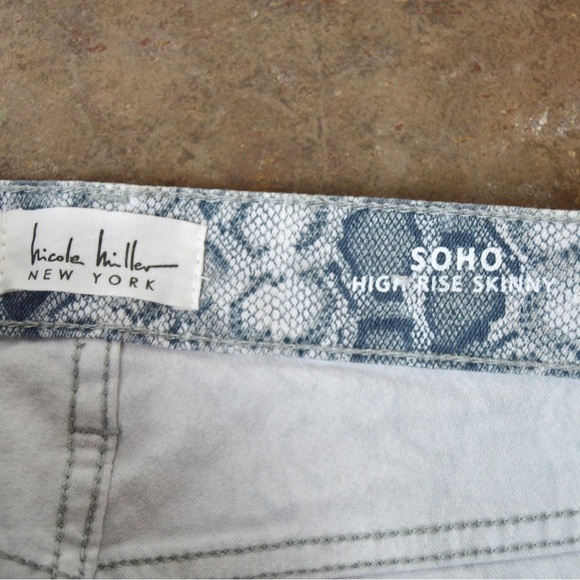 nicole miller
NEW YORK
SOHO
HIGH RISE SKINNY